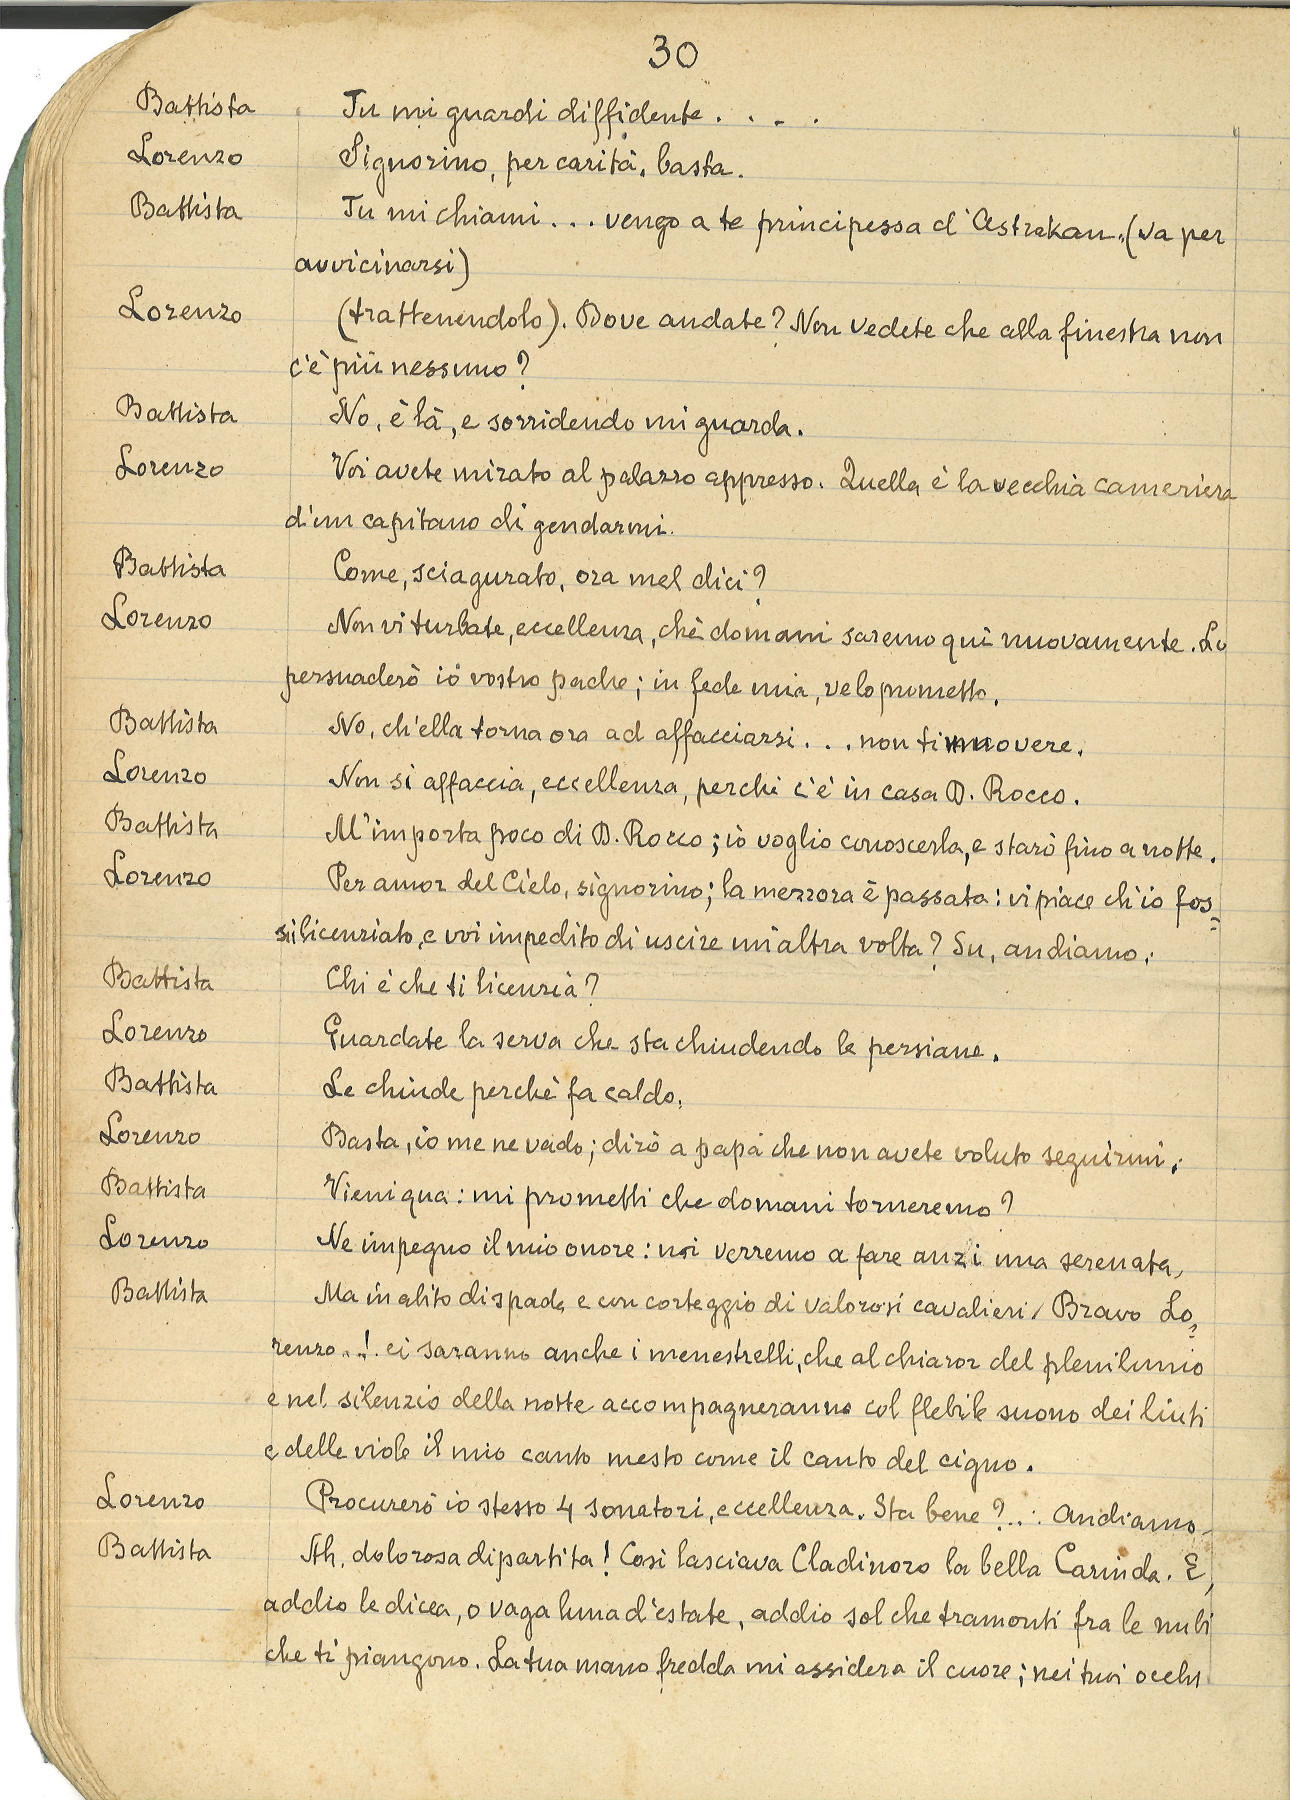 30
Battista Tu mi guardi diffidente . . . .
Lorenzo Signorino, per carità, basta.
Battista Tu mi chiami . . . vengo a te principessa d'Astrakan. (va per
avvicinarsi)
Lorenzo (trattenendolo). Dove andate? Non vedete che alla finestra non
c'è più nessuno?
Battista No, è là, e sorridendo mi guarda.
Lorenzo Voi avete mirato al palazzo appresso. Quella è la vecchia cameriera
d'un capitano di gendarmi.
Battista Come, sciagurato, ora mel dici?
Lorenzo Non vi turbate, eccellenza, chè domani saremo qui nuovamente. Lo
persuaderò io vostro padre; in fede mia, ve lo prometto.
Battista No, ch'ella torna ora ad affacciarsi . . . non ti muovere.
Lorenzo Non si affaccia, eccellenza, perchè c'è in casa D. Rocco.
Battista M'importa poco di D. Rocco; io voglio conoscerla, e starò fino a notte.
Lorenzo Per amor del Cielo, signorino; la mezzora è passata: vi piace ch'io fos=
si licenziato, e voi impedito di uscire un'altra volta? Su, andiamo.
Battista Chi è che ti licenzia?
Lorenzo Guardate la serva che sta chiudendo le persiane.
Battista Le chiude perchè fa caldo.
Lorenzo Basta, io me ne vado; dirò a papà che non avete voluto seguirmi.
Battista Vieni qua: mi prometti che domani torneremo?
Lorenzo Ne impegno il mio onore: noi verremo a fare anzi una serenata,
Battista Ma in abito di spada e con corteggio di valorosi cavalieri, Bravo Lo=
renzo..! ci saranno anche i menestrelli, che al chiaror del plenilunio
e nel silenzio della notte accompagneranno col flebile suono dei liuti
e delle viole il mio canto mesto come il canto del cigno.
Lorenzo Procurerò io stesso 4 sonatori, eccellenza. Sta bene?... Andiamo.
Battista Ah, dolorosa dipartita! Così lasciava Cladinoro la bella Carinda. E,
addio le dicea, o vaga luna d'estate, addio sol che tramonti fra le nubi
che ti piangono. La tua mano fredda mi assidera il cuore; nei tuoi occhi